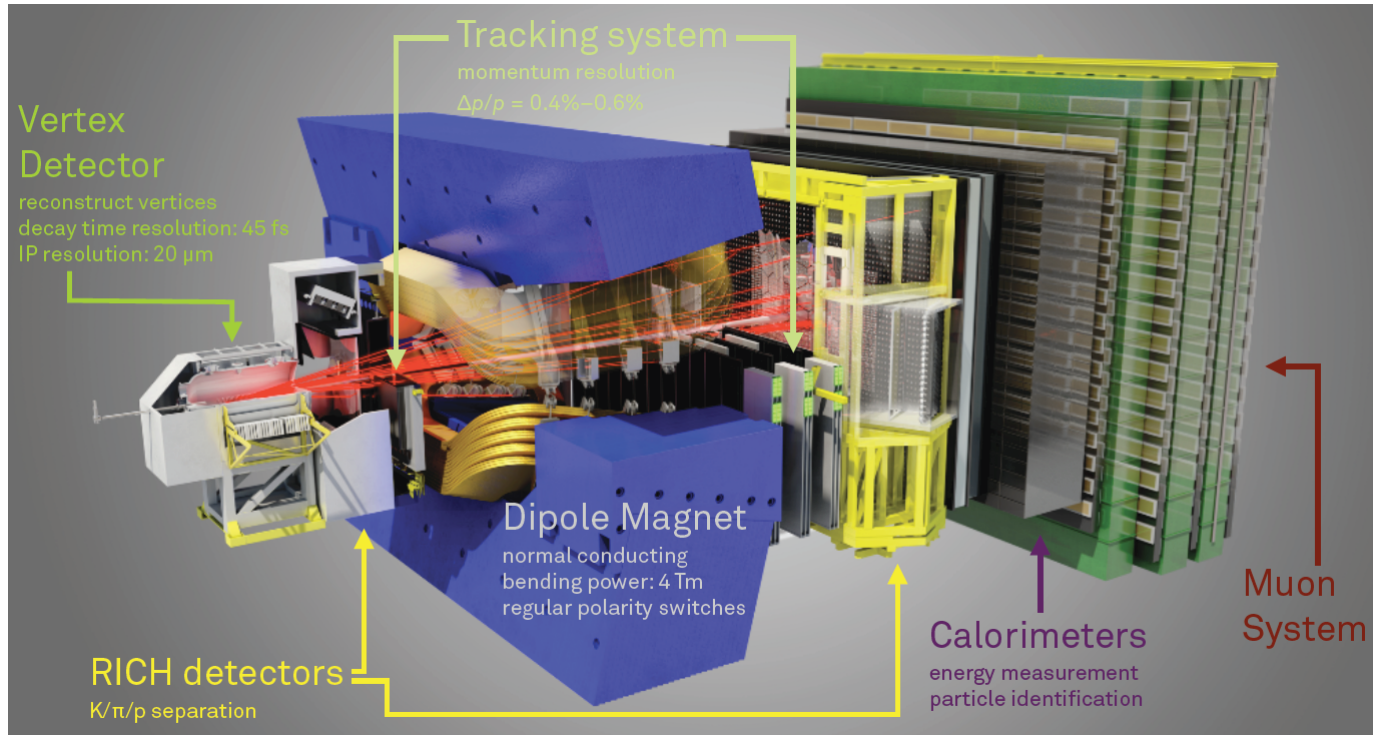 Tracking system
momentum resolution
Δp/p = 0.4%–0.6%
Vertex
Detector
reconstruct vertices
decay time resolution: 45 fs
IP resolution: 20 μm
Dipole Magnet
normal conducting
bending power: 4 Tm
regular polarity switches
RICH detectors
K/π/p separation
Calorimeters
energy measurement
particle identification
Muon
System